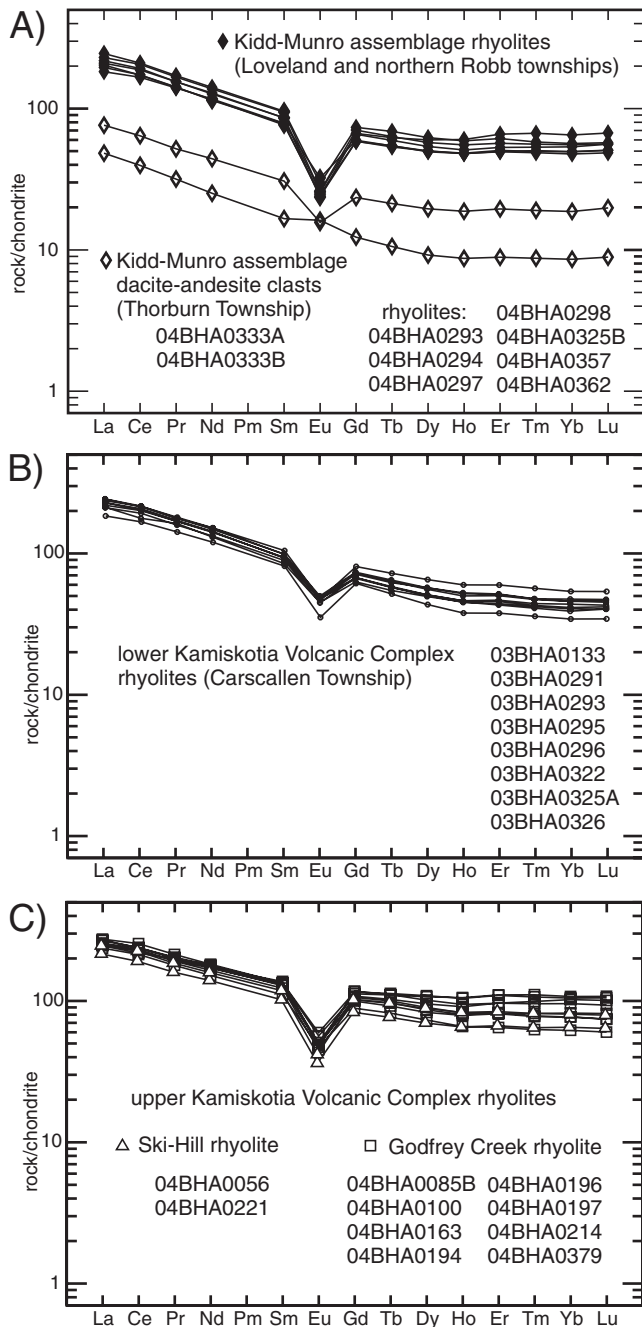 A)
Kidd-Munro assemblage rhyolites
(Loveland and northern Robb townships)
100
10
1
rock/chondrite
Kidd-Munro assemblage
dacite-andesite clasts
(Thorburn Township)
04BHA0333A
04BHA0333B
rhyolites:
04BHA0293
04BHA0294
04BHA0297
04BHA0298
04BHA0325B
04BHA0357
04BHA0362
La Ce Pr Nd Pm Sm Eu Gd Tb Dy Ho Er Tm Yb Lu
B)
100
10
1
rock/chondrite
lower Kamiskotia Volcanic Complex
rhyolites (Carscallen Township)
03BHA0133
03BHA0291
03BHA0293
03BHA0295
03BHA0296
03BHA0322
03BHA0325A
03BHA0326
La Ce Pr Nd Pm Sm Eu Gd Tb Dy Ho Er Tm Yb Lu
C)
100
10
1
rock/chondrite
upper Kamiskotia Volcanic Complex rhyolites
Ski-Hill rhyolite
04BHA0056
04BHA0221
Godfrey Creek rhyolite
04BHA0085B
04BHA0100
04BHA0163
04BHA0194
04BHA0196
04BHA0197
04BHA0214
04BHA0379
La Ce Pr Nd Pm Sm Eu Gd Tb Dy Ho Er Tm Yb Lu